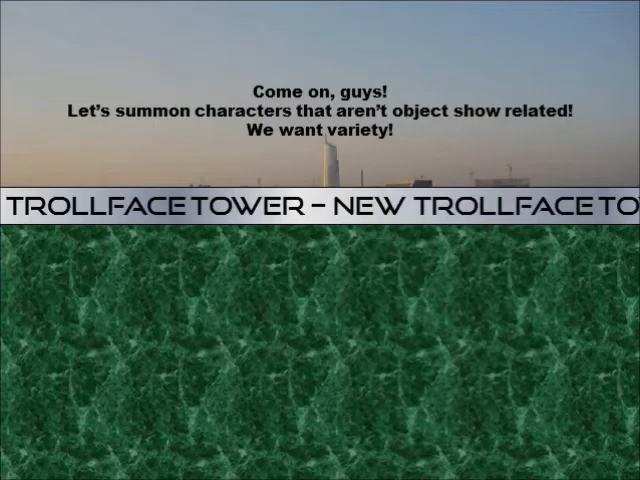 Come on, guys!
Let's summon characters that aren't object show related!
We want variety!
TROLLFACE TOWER – NEW TROLLFACE TO